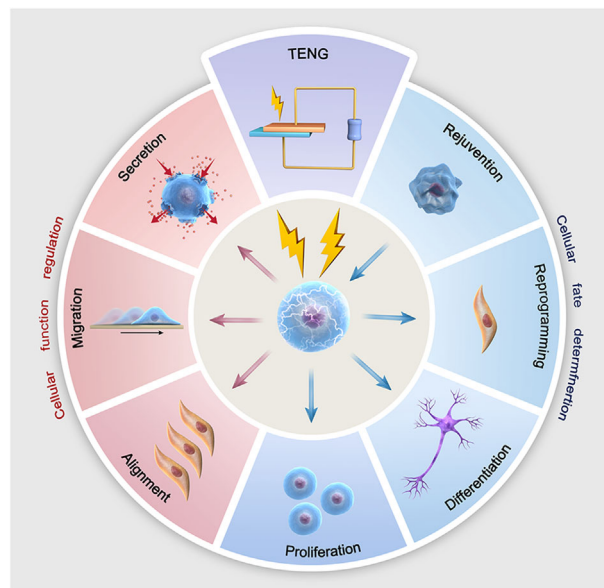 TENG
Rejuvention
Reprogramming
Differentiation
Proliferation
Alignment
Migration
Secretion
Cellular function regulation
Cellular fate determfnertion